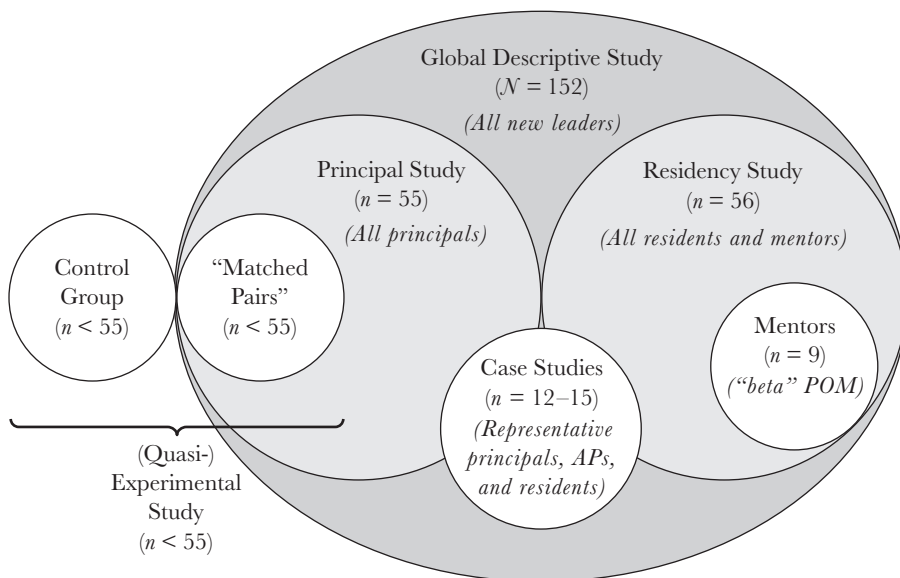 Global Descriptive Study
(N = 152)
(All new leaders)
Principal Study
(n = 55)
(All principals)
Residency Study
(n = 56)
(All residents and mentors)
Control
Group
(n < 55)
“Matched
Pairs”
(n < 55)
Mentors
(n = 9)
(“beta” POM)
Case Studies
(n = 12–15)
(Representative
principals, APs,
and residents)
(Quasi-)
Experimental
Study
(n < 55)